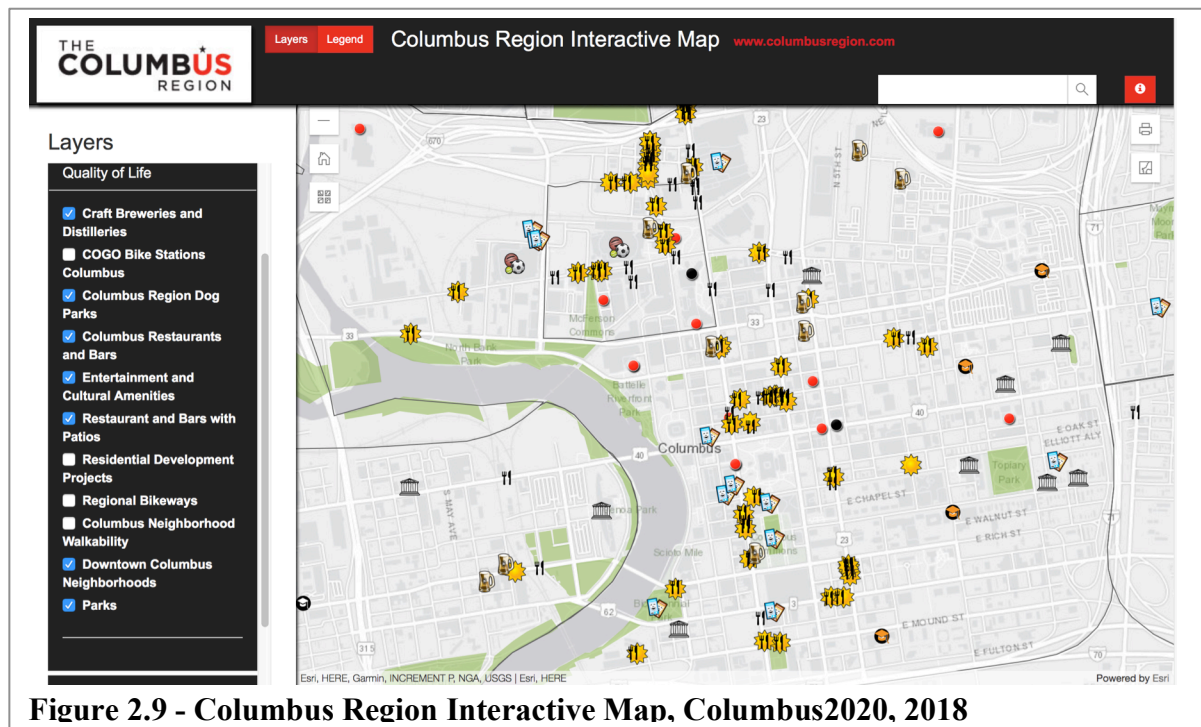 THE
COLUMBUS
REGION
Layers Legend
Columbus Region Interactive Map www.columbusregion.com
Layers
Quality of Life
Craft Breweries and
Distilleries
COGO Bike Stations
Columbus
Columbus Region Dog
Parks
Columbus Restaurants
and Bars
Entertainment and
Cultural Amenities
Restaurant and Bars with
Patios
Residential Development
Projects
Regional Bikeways
Columbus Neighborhood
Walkability
Downtown Columbus
Neighborhoods
Parks
670
23
N 5TH ST
71
33
McFerson
Commons
33
North Bank
Park
Battelle
Riverfront
Park
40
Columbus
40
E OAK ST
ELLIOTT ALY
Topiary
Park
S MAY AVE
E CHAPEL ST
E WALNUT ST
E RICH ST
71
Scioto Mile
23
62
3
E MOUND ST
315
E FULTON ST
70
Esri, HERE, Garmin, INCREMENT P, NGA, USGS | Esri, HERE
Powered by Esri
Figure 2.9 - Columbus Region Interactive Map, Columbus2020, 2018